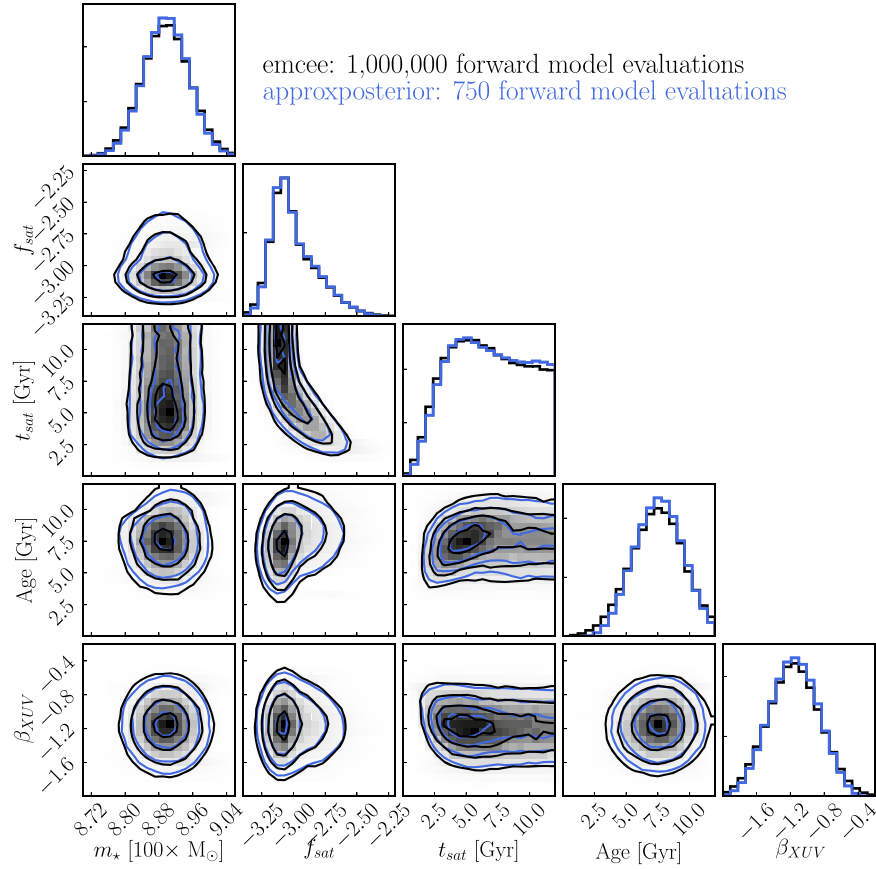 emcee: 1,000,000 forward model evaluations
approxposterior: 750 forward model evaluations
−2.25
−2.50
−2.75
−3.00
−3.25
f_sat
10.0
7.5
5.0
2.5
t_sat [Gyr]
10.0
7.5
5.0
2.5
Age [Gyr]
−0.4
−0.8
−1.2
−1.6
β_XUV
8.72 8.80 8.88 8.96 9.04 −3.25 −3.00 −2.75 −2.50 −2.25 2.5 5.0 7.5 10.0 2.5 5.0 7.5 10.0 −1.6 −1.2 −0.8 −0.4
m⋆ [100× M⊙] f_sat t_sat [Gyr] Age [Gyr] β_XUV